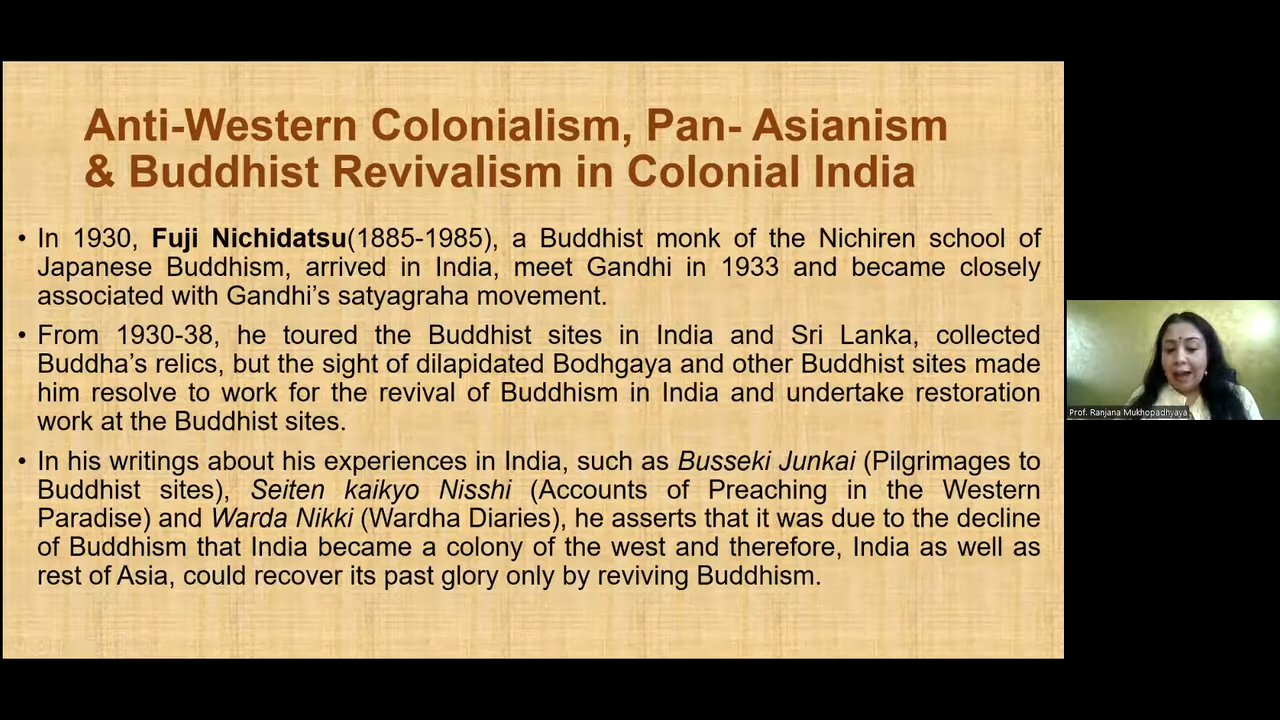 Anti-Western Colonialism, Pan- Asianism
& Buddhist Revivalism in Colonial India
• In 1930, Fuji Nichidatsu(1885-1985), a Buddhist monk of the Nichiren school of
Japanese Buddhism, arrived in India, meet Gandhi in 1933 and became closely
associated with Gandhi’s satyagraha movement.
• From 1930-38, he toured the Buddhist sites in India and Sri Lanka, collected
Buddha’s relics, but the sight of dilapidated Bodhgaya and other Buddhist sites made
him resolve to work for the revival of Buddhism in India and undertake restoration
work at the Buddhist sites.
• In his writings about his experiences in India, such as Busseki Junkai (Pilgrimages to
Buddhist sites), Seiten kaikyo Nisshi (Accounts of Preaching in the Western
Paradise) and Warda Nikki (Wardha Diaries), he asserts that it was due to the decline
of Buddhism that India became a colony of the west and therefore, India as well as
rest of Asia, could recover its past glory only by reviving Buddhism.
Prof. Ranjana Mukhopadhyaya